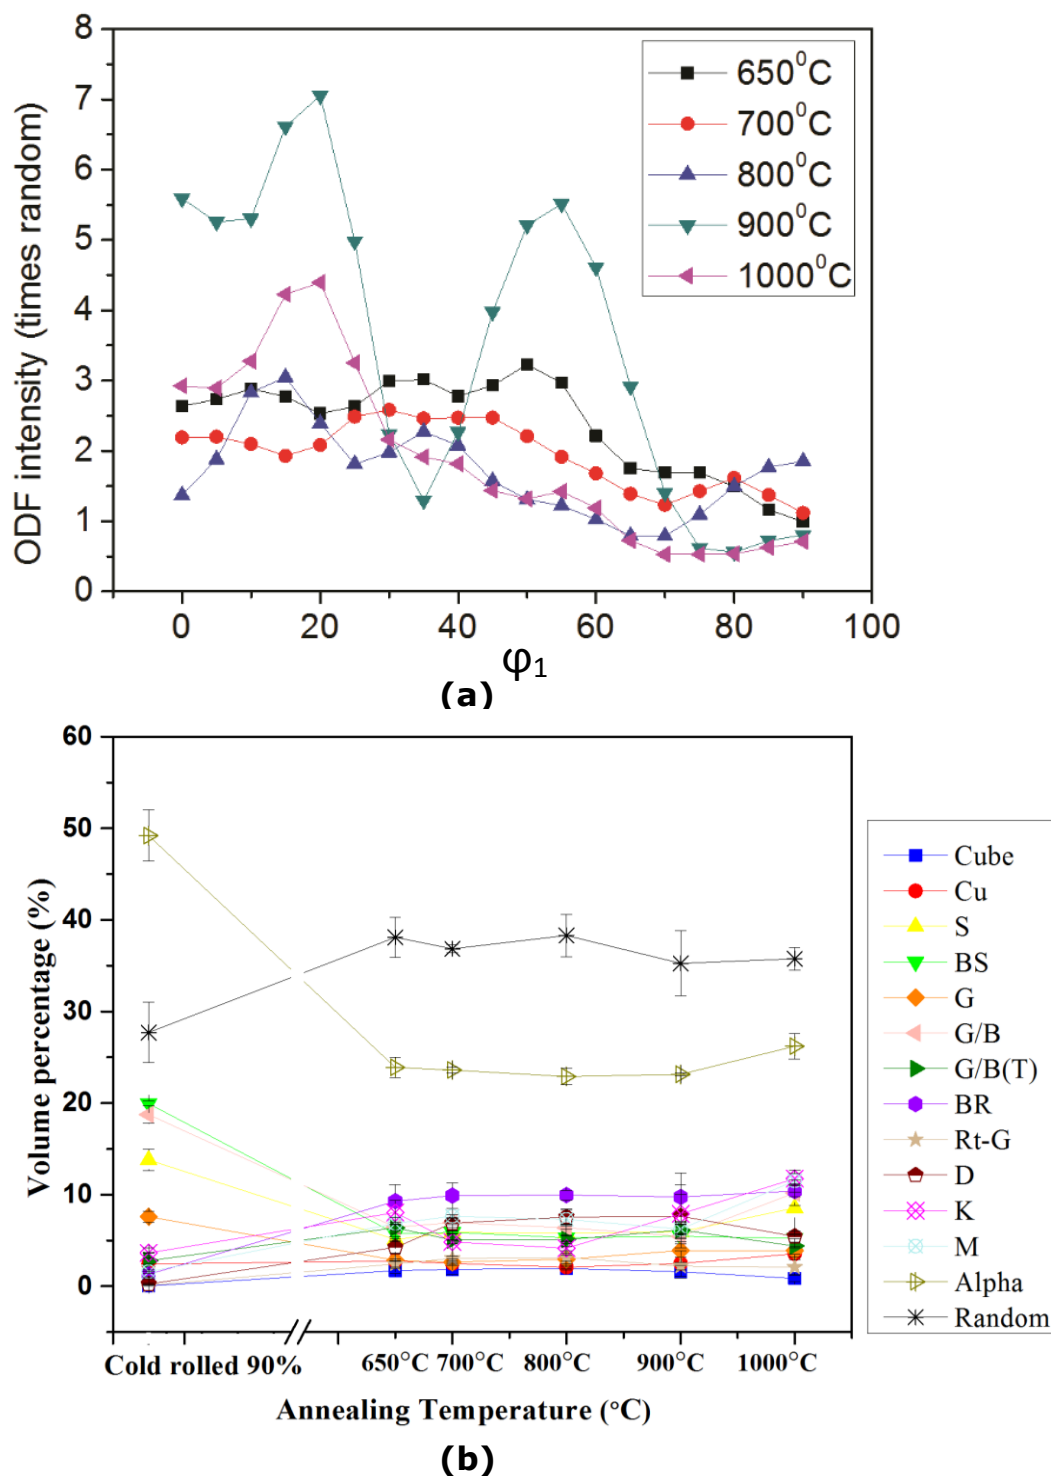 8
7
6
5
4
3
2
1
0
ODF intensity (times random)
650⁰C
700⁰C
800⁰C
900⁰C
1000⁰C
0 20 40 60 80 100
φ₁
(a)
60
50
40
30
20
10
0
Volume percentage (%)
Cube
Cu
S
BS
G
G/B
G/B(T)
BR
Rt-G
D
K
M
Alpha
Random
Cold rolled 90% 650°C 700°C 800°C 900°C 1000°C
Annealing Temperature (°C)
(b)